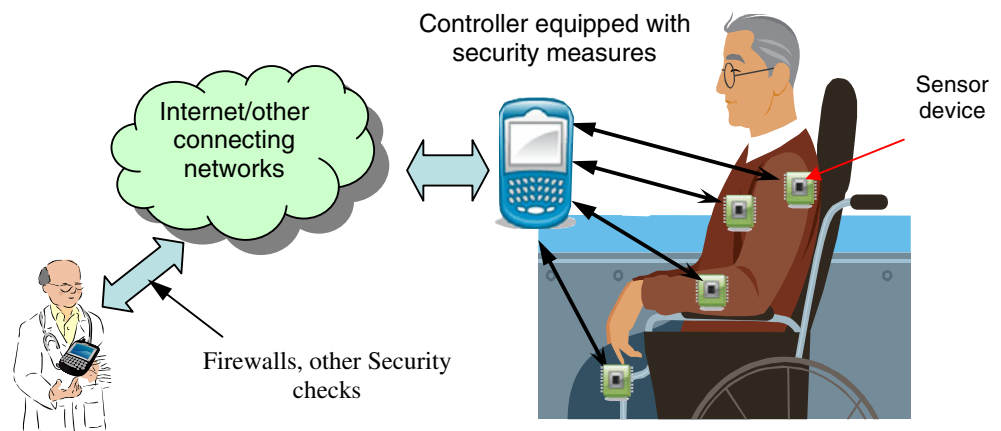 Controller equipped with
security measures
Sensor
device
Internet/other
connecting
networks
Firewalls, other Security
checks